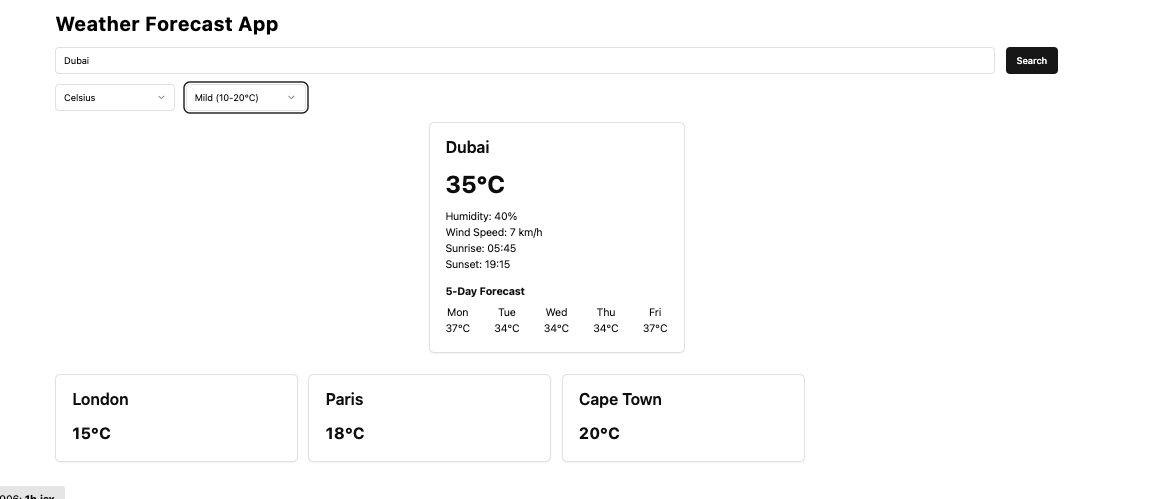 Weather Forecast App
Dubai
Search
Celsius
Mild (10-20°C)
Dubai
35°C
Humidity: 40%
Wind Speed: 7 km/h
Sunrise: 05:45
Sunset: 19:15
5-Day Forecast
Mon Tue Wed Thu Fri
37°C 34°C 34°C 34°C 37°C
London Paris Cape Town
15°C 18°C 20°C